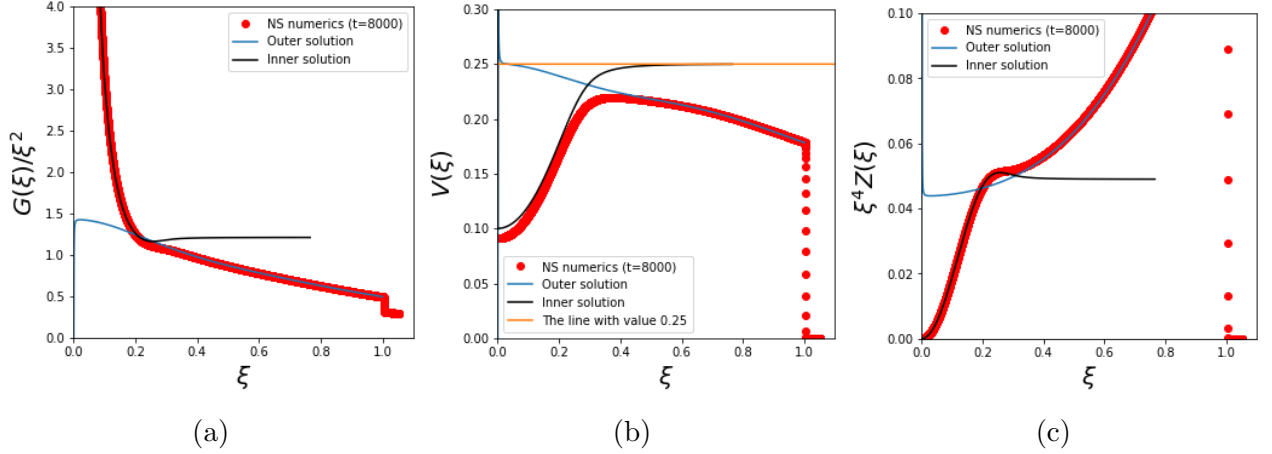 4.0
3.5
3.0
2.5
2.0
1.5
1.0
0.5
0.0
G(ξ)/ξ²
NS numerics (t=8000)
Outer solution
Inner solution
0.0 0.2 0.4 0.6 0.8 1.0
ξ
(a)
0.30
0.25
0.20
0.15
0.10
0.05
0.00
V(ξ)
NS numerics (t=8000)
Outer solution
Inner solution
The line with value 0.25
0.0 0.2 0.4 0.6 0.8 1.0
ξ
(b)
0.10
0.08
0.06
0.04
0.02
0.00
ξ⁴Z(ξ)
NS numerics (t=8000)
Outer solution
Inner solution
0.0 0.2 0.4 0.6 0.8 1.0
ξ
(c)